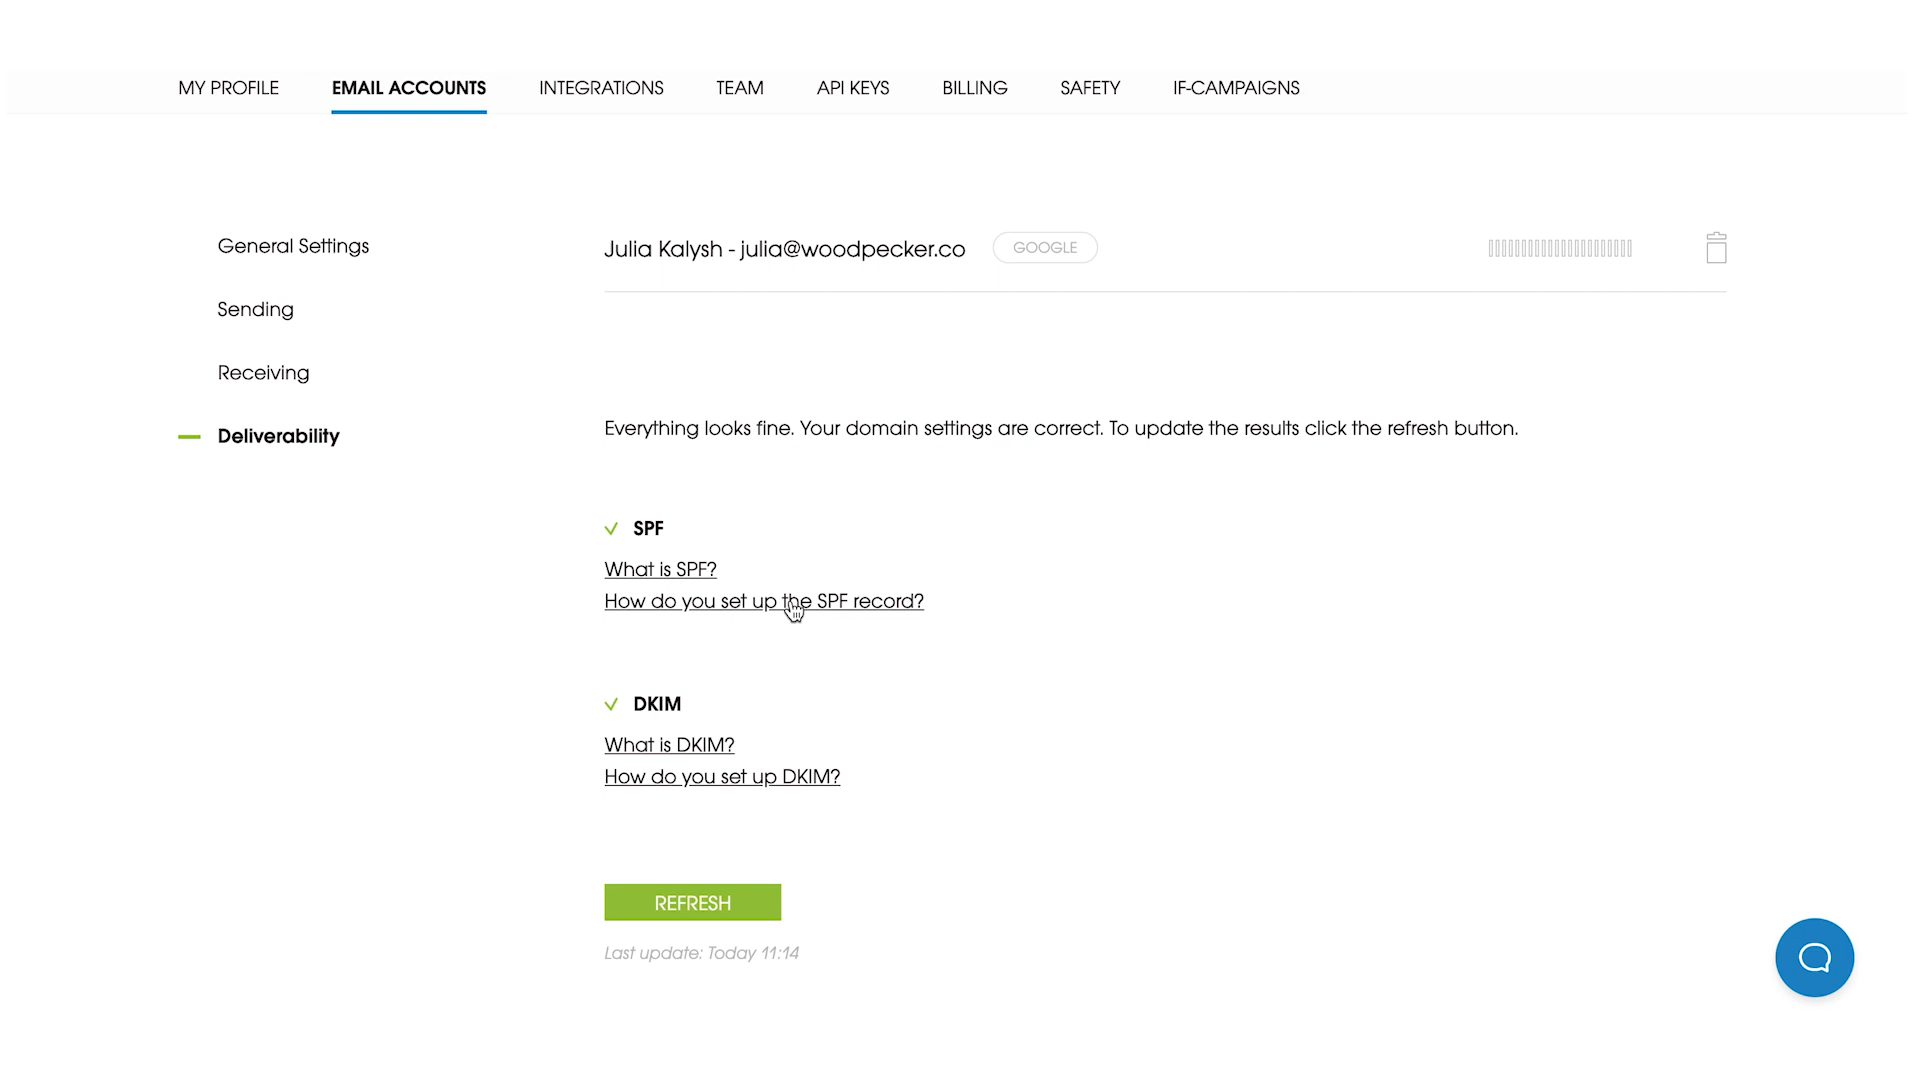 MY PROFILE
EMAIL ACCOUNTS
INTEGRATIONS
TEAM
API KEYS
BILLING
SAFETY
IF-CAMPAIGNS
General Settings
Sending
Receiving
Deliverability
Julia Kalysh - julia@woodpecker.co
GOOGLE
Everything looks fine. Your domain settings are correct. To update the results click the refresh button.
SPF
What is SPF?
How do you set up the SPF record?
DKIM
What is DKIM?
How do you set up DKIM?
REFRESH
Last update: Today 11:14